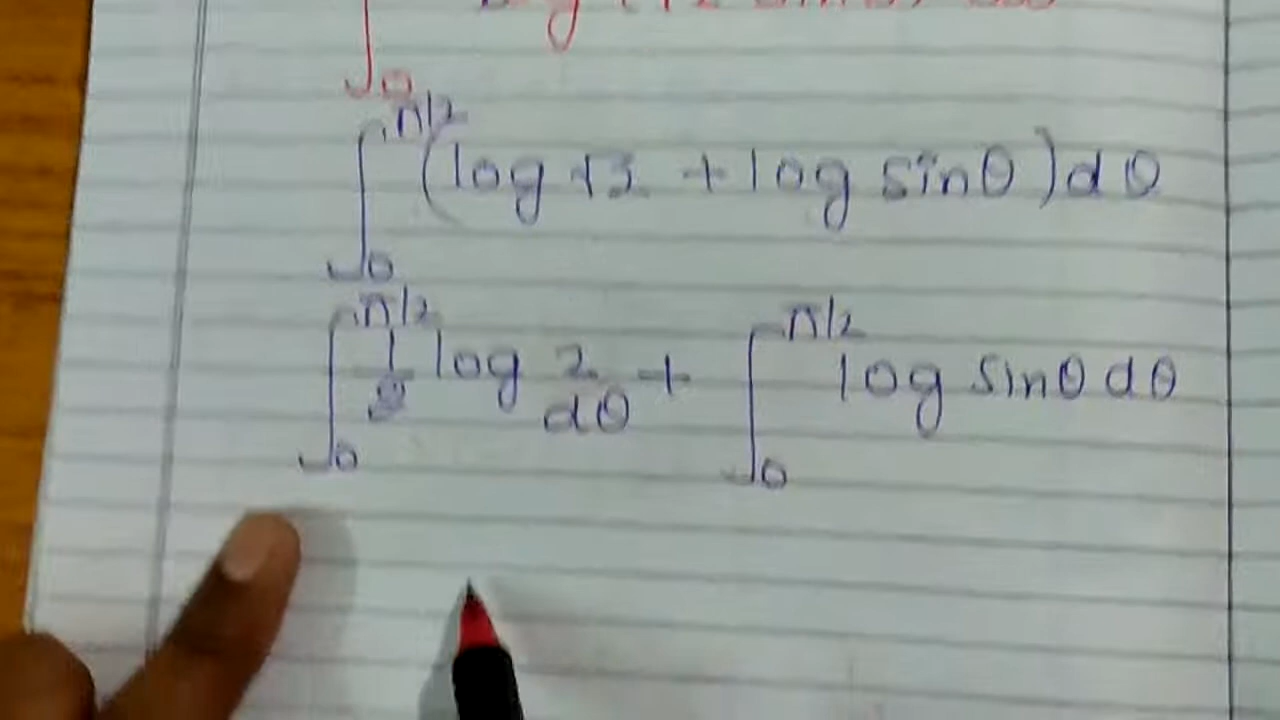 ∫₀
∫₀^π/2 (log √2 + log sinθ) dθ
∫₀^π/2 1/2 log 2 dθ + ∫₀^π/2 log sinθ dθ